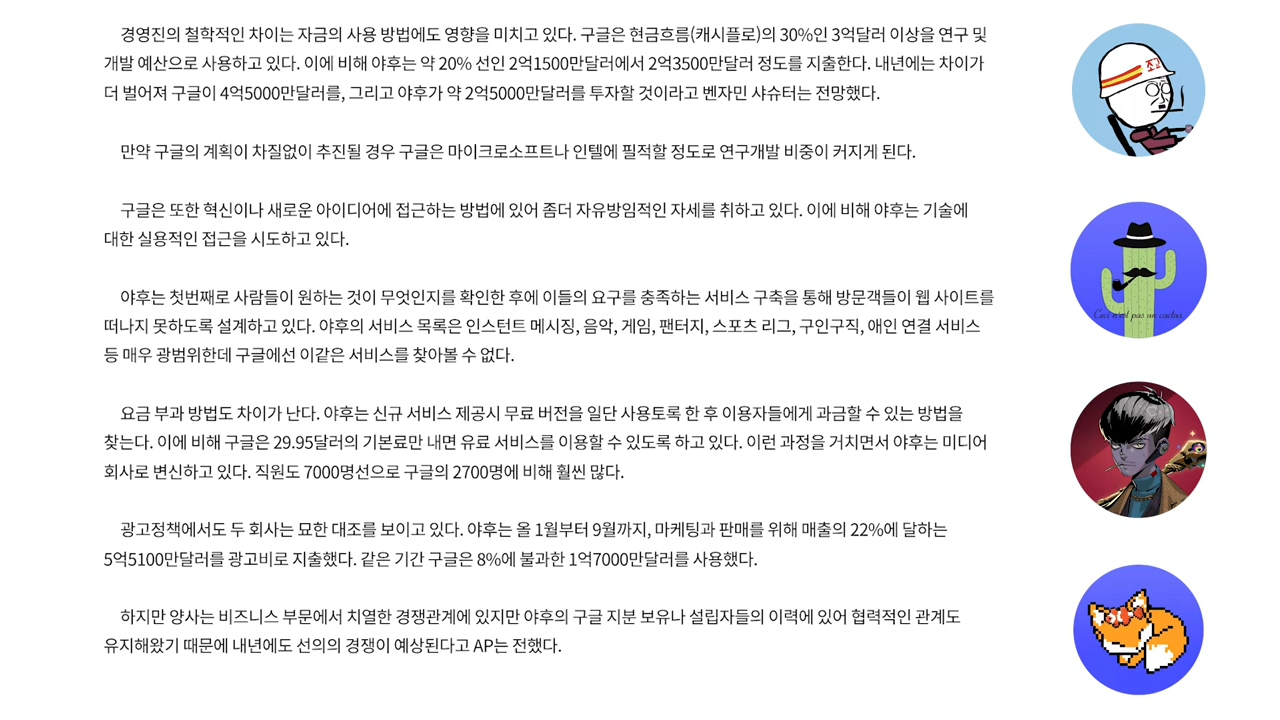 경영진의 철학적인 차이는 자금의 사용 방법에도 영향을 미치고 있다. 구글은 현금흐름(캐시플로)의 30%인 3억달러 이상을 연구 및
개발 예산으로 사용하고 있다. 이에 비해 야후는 약 20% 선인 2억1500만달러에서 2억3500만달러 정도를 지출한다. 내년에는 차이가
더 벌어져 구글이 4억5000만달러를, 그리고 야후가 약 2억5000만달러를 투자할 것이라고 벤자민 샤슈터는 전망했다.
만약 구글의 계획이 차질없이 추진될 경우 구글은 마이크로소프트나 인텔에 필적할 정도로 연구개발 비중이 커지게 된다.
구글은 또한 혁신이나 새로운 아이디어에 접근하는 방법에 있어 좀더 자유방임적인 자세를 취하고 있다. 이에 비해 야후는 기술에
대한 실용적인 접근을 시도하고 있다.
야후는 첫번째로 사람들이 원하는 것이 무엇인지를 확인한 후에 이들의 요구를 충족하는 서비스 구축을 통해 방문객들이 웹 사이트를
떠나지 못하도록 설계하고 있다. 야후의 서비스 목록은 인스턴트 메시징, 음악, 게임, 팬터지, 스포츠 리그, 구인구직, 애인 연결 서비스
등 매우 광범위한데 구글에선 이같은 서비스를 찾아볼 수 없다.
요금 부과 방법도 차이가 난다. 야후는 신규 서비스 제공시 무료 버전을 일단 사용토록 한 후 이용자들에게 과금할 수 있는 방법을
찾는다. 이에 비해 구글은 29.95달러의 기본료만 내면 유료 서비스를 이용할 수 있도록 하고 있다. 이런 과정을 거치면서 야후는 미디어
회사로 변신하고 있다. 직원도 7000명선으로 구글의 2700명에 비해 훨씬 많다.
광고정책에서도 두 회사는 묘한 대조를 보이고 있다. 야후는 올 1월부터 9월까지, 마케팅과 판매를 위해 매출의 22%에 달하는
5억5100만달러를 광고비로 지출했다. 같은 기간 구글은 8%에 불과한 1억7000만달러를 사용했다.
하지만 양사는 비즈니스 부문에서 치열한 경쟁관계에 있지만 야후의 구글 지분 보유나 설립자들의 이력에 있어 협력적인 관계도
유지해왔기 때문에 내년에도 선의의 경쟁이 예상된다고 AP는 전했다.
조교
Ceci n'est pas un cactus.